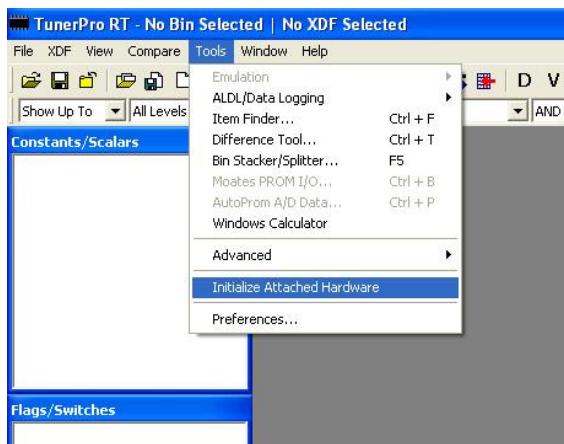 TunerPro RT - No Bin Selected | No XDF Selected
File XDF View Compare Tools Window Help
D V
Show Up To All Levels AND
Constants/Scalars
Emulation
ALDL/Data Logging
Item Finder... Ctrl + F
Difference Tool... Ctrl + T
Bin Stacker/Splitter... F5
Moates PROM I/O... Ctrl + B
AutoProm A/D Data... Ctrl + P
Windows Calculator
Advanced
Initialize Attached Hardware
Preferences...
Flags/Switches